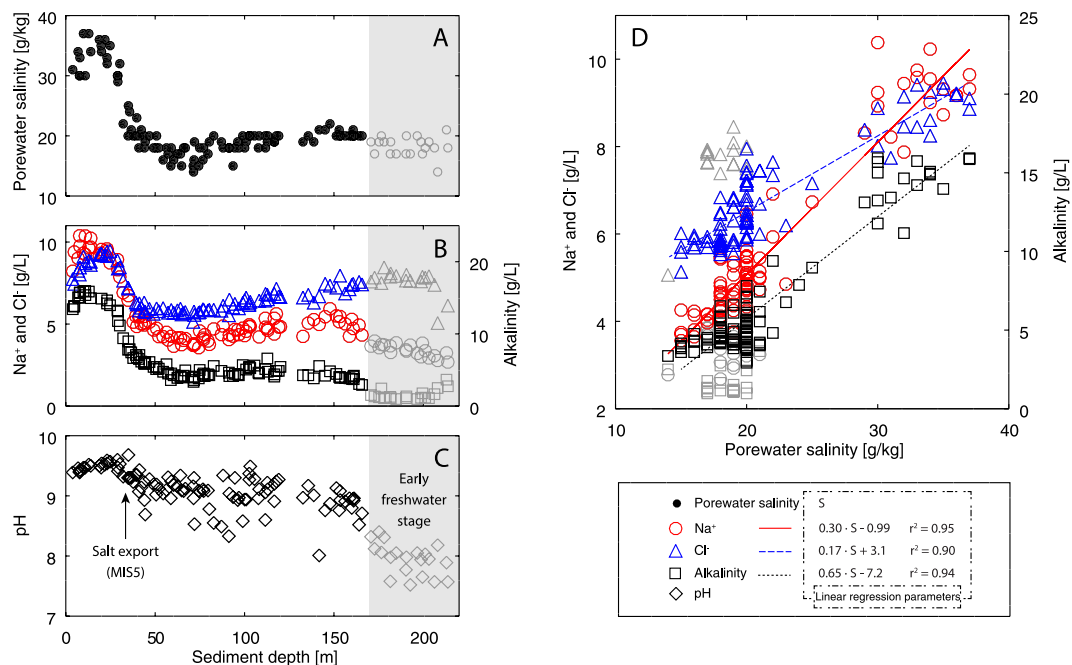 A
Porewater salinity [g/kg]
40
30
20
10
B
Na⁺ and Cl⁻ [g/L]
10
5
0
20
10
0
Alkalinity [g/L]
C
pH
10
9
8
7
Salt export
(MIS5)
Early
freshwater
stage
0 50 100 150 200
Sediment depth [m]
D
Na⁺ and Cl⁻ [g/L]
10
8
6
4
2
25
20
15
10
5
0
Alkalinity [g/L]
10 20 30 40
Porewater salinity [g/kg]
Porewater salinity S
Na⁺ 0.30 · S - 0.99 r² = 0.95
Cl⁻ 0.17 · S + 3.1 r² = 0.90
Alkalinity 0.65 · S - 7.2 r² = 0.94
pH
Linear regression parameters